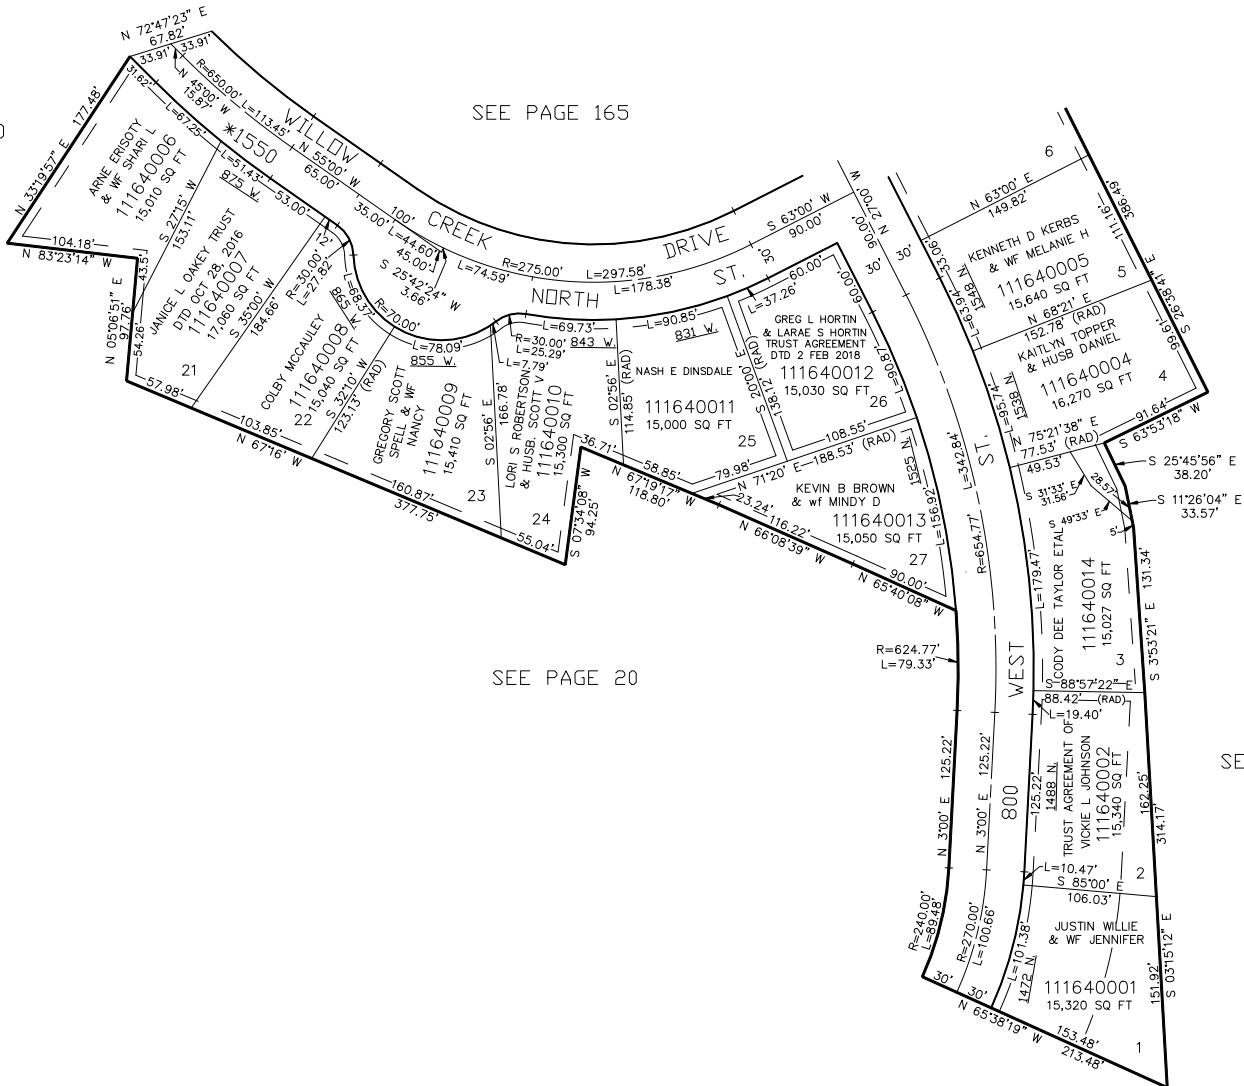 N 72°47'23" E
67.82'
33.91'
33.91'
N 45°00' W
15.87'
31.62'
L=67.25'
R=650.00'
L=113.45'
WILLOW
*1550
N 55°00' W
65.00'
177.48'
N 33°19'57" E
ARNE ERISOTY
& WF SHARI L
111640006
15,010 SQ FT
104.18'
N 83°23'14" W
S 27°15' W
153.11'
L=51.43'
875 W.
53.00'
12'
JANICE L OAKEY TRUST
DTD OCT 28, 2016
111640007
17,060 SQ FT
43.5'
54.26'
N 05°06'51" E
97.76'
21
57.98'
S 35°00' W
184.66'
R=30.00'
L=27.82'
865 W.
L=68.37'
COLBY MCCAULEY
111640008
15,040 SQ FT
22
103.85'
N 67°16' W
S 32°10' W
123.13' (RAD)
35.00'
100'
L=44.60'
45.00'
S 25°42'24" W
3.66'
R=70.00'
L=78.09'
855 W.
CREEK
L=74.59'
R=275.00'
L=297.58'
L=178.38'
DRIVE
NORTH
ST.
SEE PAGE 165
GREGORY SCOTT
SPELL & WF
NANCY
111640009
15,410 SQ FT
23
160.87'
377.75'
S 02°56' E
166.78'
R=30.00'
L=25.29'
L=7.79'
843 W.
L=69.73'
LORI S ROBERTSON
& HUSB. SCOTT V
111640010
15,300 SQ FT
24
55.04'
S 07°34'08" W
94.25'
36.71'
S 02°56' E
114.85' (RAD)
L=90.85'
831 W.
NASH E DINSDALE
111640011
15,000 SQ FT
25
58.85'
N 67°19'17" W
118.80'
79.98'
S 20°00' E
138.12' (RAD)
L=37.26'
60.00'
60.00'
GREG L HORTIN
& LARAE S HORTIN
TRUST AGREEMENT
DTD 2 FEB 2018
111640012
15,030 SQ FT
26
L=90.87'
108.55'
N 71°20' E
188.53' (RAD)
S 63°00' W
90.00'
30'
N 27°00' W
90.00'
30'
30'
KEVIN B BROWN
& wf MINDY D
111640013
15,050 SQ FT
27
1525 N.
L=156.92'
23.24'
116.22'
N 66°08'39" W
90.00'
N 65°40'08" W
33.06'
6
N 63°00' E
149.82'
386.49'
111.16'
1548 N.
L=63.94'
KENNETH D KERBS
& WF MELANIE H
111640005
15,640 SQ FT
5
S 26°38'41" E
N 68°21' E
152.78' (RAD)
KAITLYN TOPPER
& HUSB DANIEL
111640004
16,270 SQ FT
4
99.61'
1538 N.
L=95.74'
91.64'
S 63°53'18" W
N 75°21'38" E
77.53' (RAD)
49.53'
S 25°45'56" E
38.20'
S 31°33' E
31.56'
28.57'
S 11°26'04" E
33.57'
S 49°33' E
5'
L=342.84'
ST.
R=654.77'
L=179.47'
CODY DEE TAYLOR ETAL
111640014
15,027 SQ FT
3
131.34'
S 3°53'21" E
R=624.77'
L=79.33'
WEST
S 88°57'22" E
88.42' (RAD)
L=19.40'
SEE PAGE 20
SE
125.22'
N 3°00' E
125.22'
N 3°00' E
800
125.22'
1488 N.
TRUST AGREEMENT OF
VICKIE L JOHNSON
111640002
15,340 SQ FT
2
162.25'
314.17'
L=10.47'
S 85°00' E
106.03'
R=240.00'
L=89.48'
R=270.00'
L=100.66'
L=101.38'
1472 N.
JUSTIN WILLIE
& WF JENNIFER
111640001
15,320 SQ FT
1
151.92'
S 03°15'12" E
30'
30'
N 65°38'19" W
153.48'
213.48'